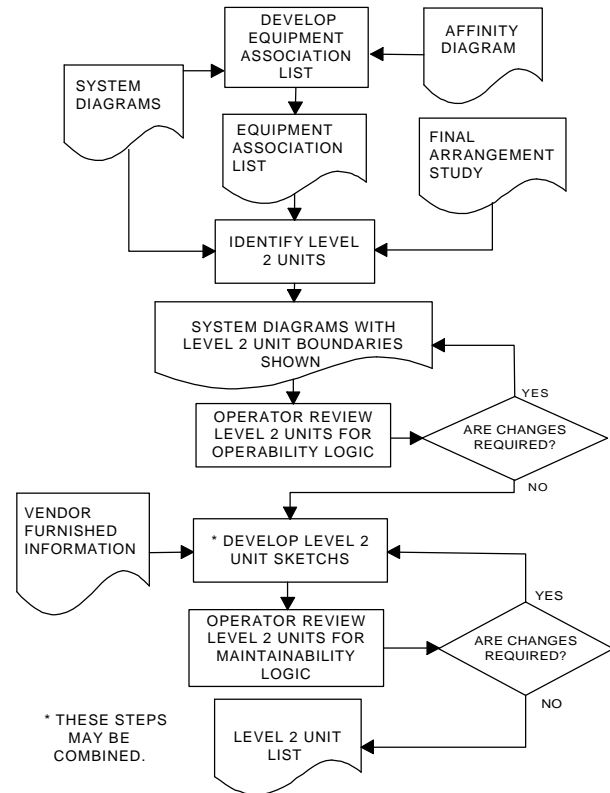 DEVELOP
EQUIPMENT
ASSOCIATION
LIST
AFFINITY
DIAGRAM
SYSTEM
DIAGRAMS
EQUIPMENT
ASSOCIATION
LIST
FINAL
ARRANGEMENT
STUDY
IDENTIFY LEVEL
2 UNITS
SYSTEM DIAGRAMS WITH
LEVEL 2 UNIT BOUNDARIES
SHOWN
YES
OPERATOR REVIEW
LEVEL 2 UNITS FOR
OPERABILITY LOGIC
ARE CHANGES
REQUIRED?
NO
VENDOR
FURNISHED
INFORMATION
* DEVELOP LEVEL 2
UNIT SKETCHS
YES
OPERATOR REVIEW
LEVEL 2 UNITS FOR
MAINTAINABILITY
LOGIC
ARE CHANGES
REQUIRED?
NO
* THESE STEPS
MAY BE
COMBINED.
LEVEL 2 UNIT
LIST